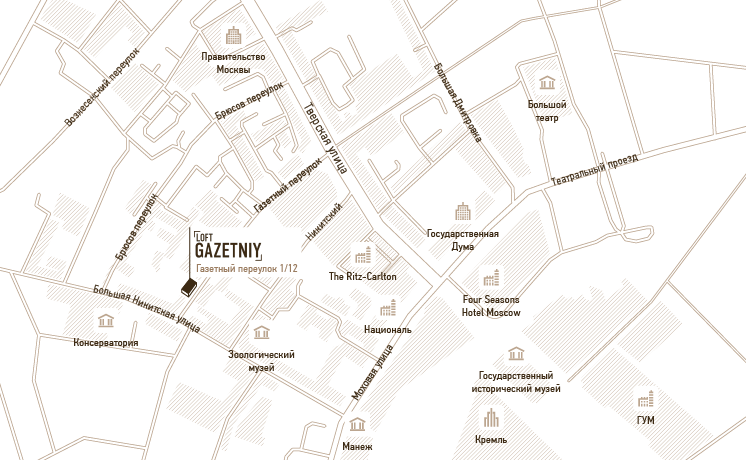 Правительство
Москвы
Вознесенский переулок
Брюсов переулок
Тверская улица
Большая Дмитровка
Большой
театр
Театральный проезд
Газетный переулок
Брюсов переулок
Никитский
Государственная
Дума
LOFT
GAZETNIY
Газетный переулок 1/12
The Ritz-Carlton
Four Seasons
Hotel Moscow
Большая Никитская улица
Консерватория
Националь
Зоологический
музей
Моховая улица
Государственный
исторический музей
ГУМ
Кремль
Манеж